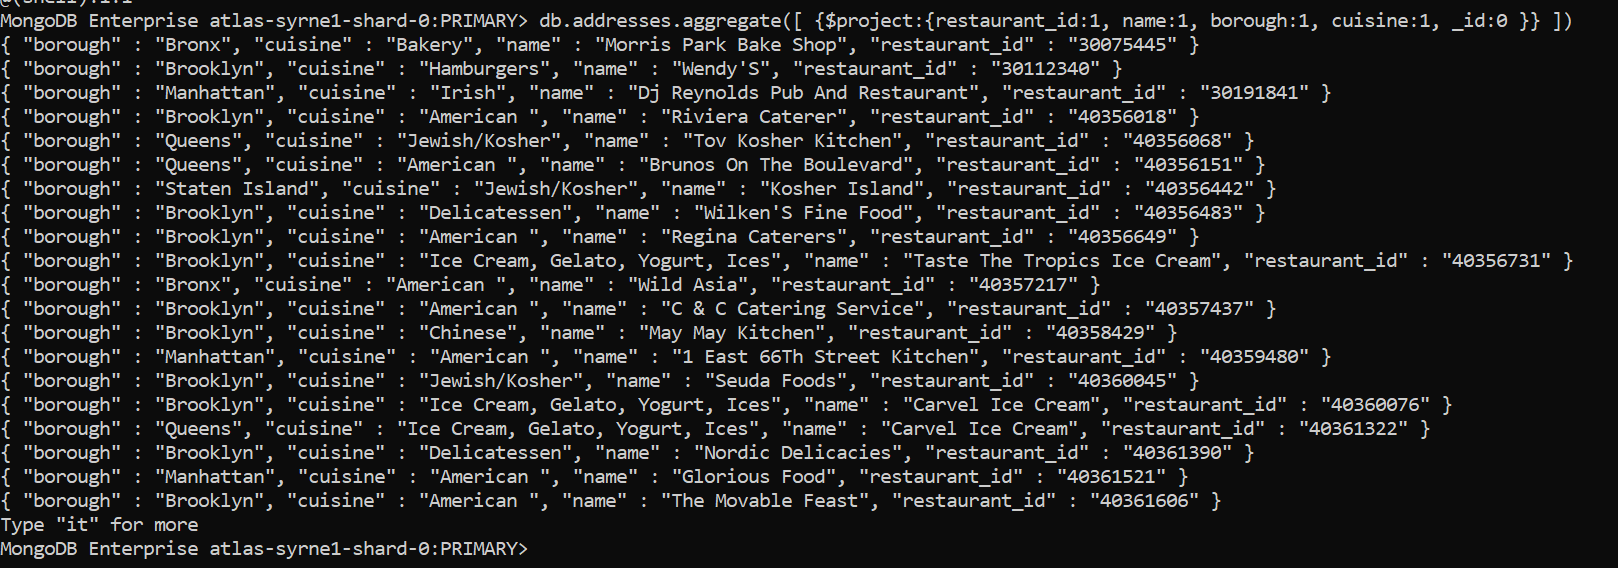 MongoDB Enterprise atlas-syrne1-shard-0:PRIMARY> db.addresses.aggregate([ {$project:{restaurant_id:1, name:1, borough:1, cuisine:1, _id:0 }} ])
{ "borough" : "Bronx", "cuisine" : "Bakery", "name" : "Morris Park Bake Shop", "restaurant_id" : "30075445" }
{ "borough" : "Brooklyn", "cuisine" : "Hamburgers", "name" : "Wendy'S", "restaurant_id" : "30112340" }
{ "borough" : "Manhattan", "cuisine" : "Irish", "name" : "Dj Reynolds Pub And Restaurant", "restaurant_id" : "30191841" }
{ "borough" : "Brooklyn", "cuisine" : "American ", "name" : "Riviera Caterer", "restaurant_id" : "40356018" }
{ "borough" : "Queens", "cuisine" : "Jewish/Kosher", "name" : "Tov Kosher Kitchen", "restaurant_id" : "40356068" }
{ "borough" : "Queens", "cuisine" : "American ", "name" : "Brunos On The Boulevard", "restaurant_id" : "40356151" }
{ "borough" : "Staten Island", "cuisine" : "Jewish/Kosher", "name" : "Kosher Island", "restaurant_id" : "40356442" }
{ "borough" : "Brooklyn", "cuisine" : "Delicatessen", "name" : "Wilken'S Fine Food", "restaurant_id" : "40356483" }
{ "borough" : "Brooklyn", "cuisine" : "American ", "name" : "Regina Caterers", "restaurant_id" : "40356649" }
{ "borough" : "Brooklyn", "cuisine" : "Ice Cream, Gelato, Yogurt, Ices", "name" : "Taste The Tropics Ice Cream", "restaurant_id" : "40356731" }
{ "borough" : "Bronx", "cuisine" : "American ", "name" : "Wild Asia", "restaurant_id" : "40357217" }
{ "borough" : "Brooklyn", "cuisine" : "American ", "name" : "C & C Catering Service", "restaurant_id" : "40357437" }
{ "borough" : "Brooklyn", "cuisine" : "Chinese", "name" : "May May Kitchen", "restaurant_id" : "40358429" }
{ "borough" : "Manhattan", "cuisine" : "American ", "name" : "1 East 66Th Street Kitchen", "restaurant_id" : "40359480" }
{ "borough" : "Brooklyn", "cuisine" : "Jewish/Kosher", "name" : "Seuda Foods", "restaurant_id" : "40360045" }
{ "borough" : "Brooklyn", "cuisine" : "Ice Cream, Gelato, Yogurt, Ices", "name" : "Carvel Ice Cream", "restaurant_id" : "40360076" }
{ "borough" : "Queens", "cuisine" : "Ice Cream, Gelato, Yogurt, Ices", "name" : "Carvel Ice Cream", "restaurant_id" : "40361322" }
{ "borough" : "Brooklyn", "cuisine" : "Delicatessen", "name" : "Nordic Delicacies", "restaurant_id" : "40361390" }
{ "borough" : "Manhattan", "cuisine" : "American ", "name" : "Glorious Food", "restaurant_id" : "40361521" }
{ "borough" : "Brooklyn", "cuisine" : "American ", "name" : "The Movable Feast", "restaurant_id" : "40361606" }
Type "it" for more
MongoDB Enterprise atlas-syrne1-shard-0:PRIMARY>